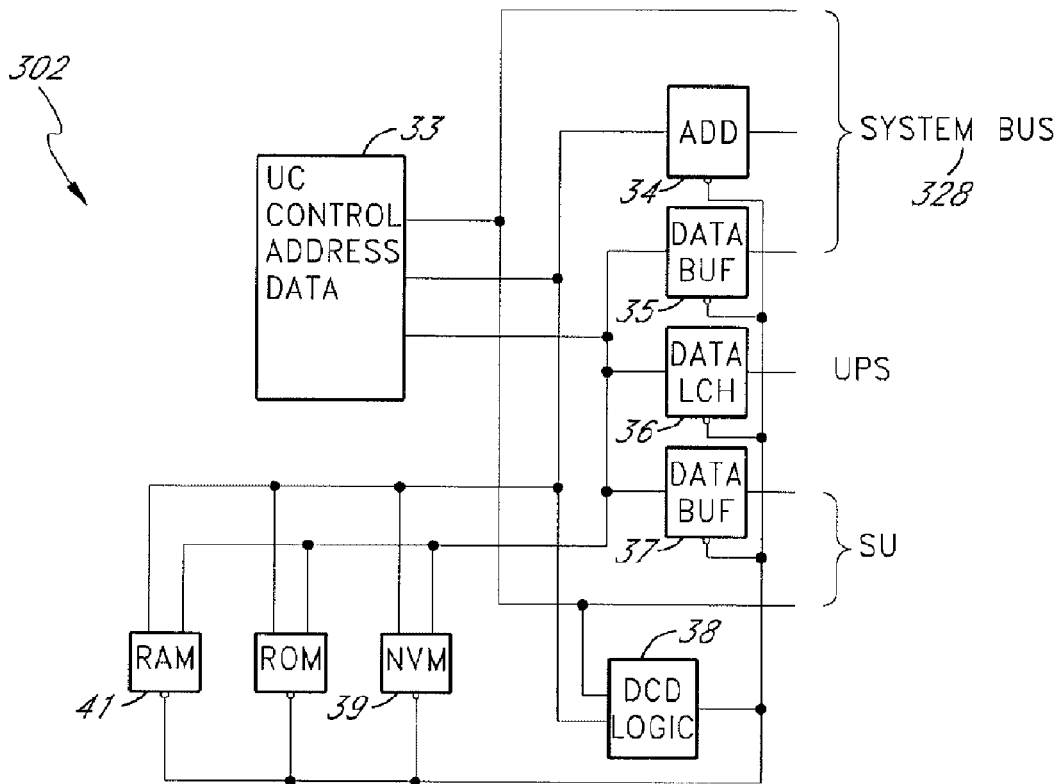 302
33
UC
CONTROL
ADDRESS
DATA
ADD
34
SYSTEM BUS
328
DATA
BUF
35
DATA
LCH
36
UPS
DATA
BUF
37
SU
RAM
41
ROM
NVM
39
38
DCD
LOGIC